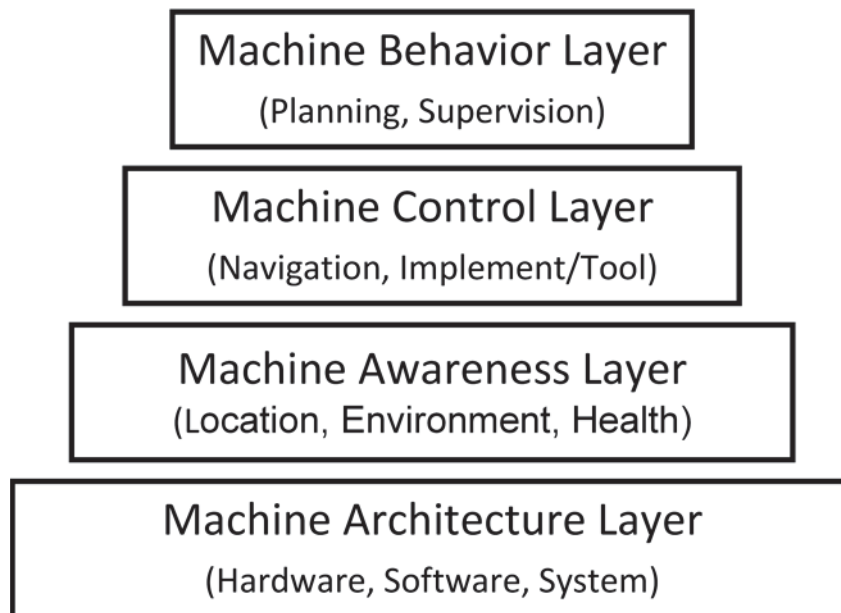 Machine Behavior Layer
(Planning, Supervision)
Machine Control Layer
(Navigation, Implement/Tool)
Machine Awareness Layer
(Location, Environment, Health)
Machine Architecture Layer
(Hardware, Software, System)